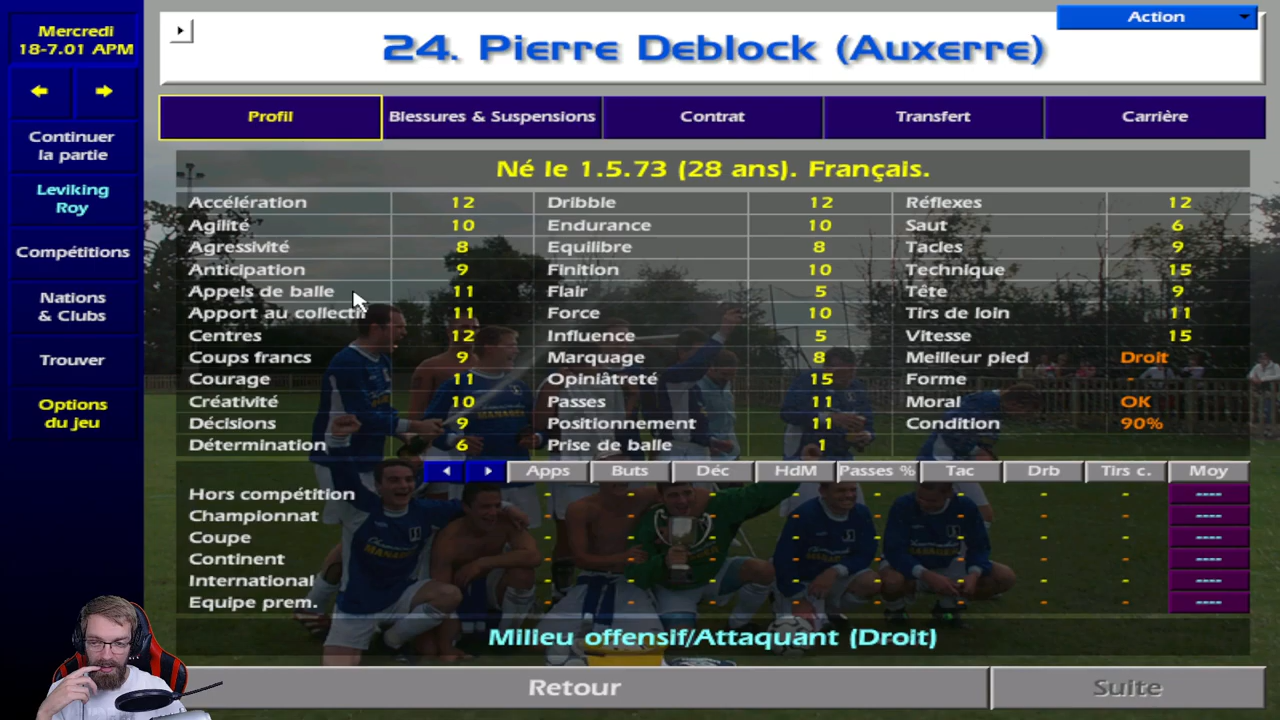 Mercredi
18-7.01 APM
Continuer
la partie
Leviking
Roy
Compétitions
Nations
& Clubs
Trouver
Options
du jeu
Action
24. Pierre Deblock (Auxerre)
Profil Blessures & Suspensions Contrat Transfert Carrière
Né le 1.5.73 (28 ans). Français.
Accélération 12 Dribble 12 Réflexes 12
Agilité 10 Endurance 10 Saut 6
Agressivité 8 Equilibre 8 Tacles 9
Anticipation 9 Finition 10 Technique 15
Appels de balle 11 Flair 5 Tête 9
Apport au collectif 11 Force 10 Tirs de loin 11
Centres 12 Influence 5 Vitesse 15
Coups francs 9 Marquage 8 Meilleur pied Droit
Courage 11 Opiniâtreté 15 Forme -
Créativité 10 Passes 11 Moral OK
Décisions 9 Positionnement 11 Condition 90%
Détermination 6 Prise de balle 1
Apps Buts Déc HdM Passes % Tac Drb Tirs c. Moy
Hors compétition - - - - - - - - ----
Championnat - - - - - - - - ----
Coupe - - - - - - - - ----
Continent - - - - - - - - ----
International - - - - - - - - ----
Equipe prem. - - - - - - - - ----
Milieu offensif/Attaquant (Droit)
Retour Suite